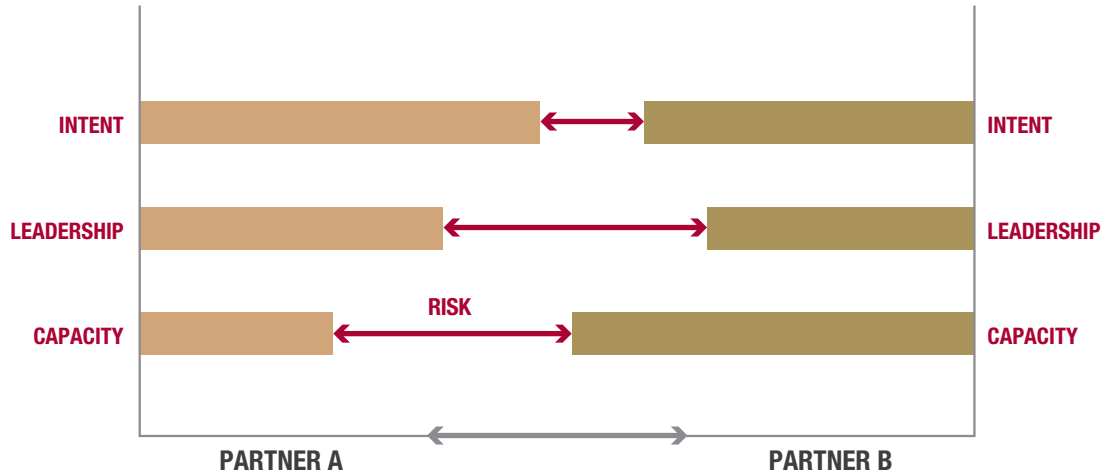 INTENT
INTENT
LEADERSHIP
LEADERSHIP
RISK
CAPACITY
CAPACITY
PARTNER A
PARTNER B